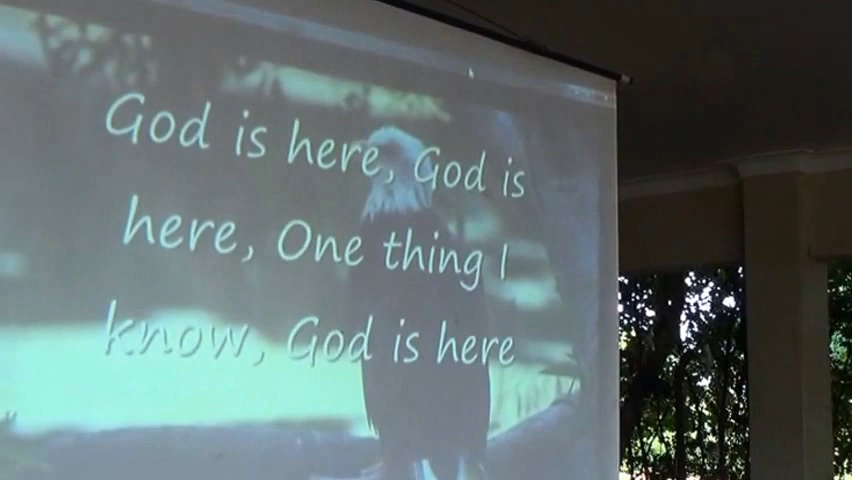 God is here, God is
here, One thing I
know, God is here